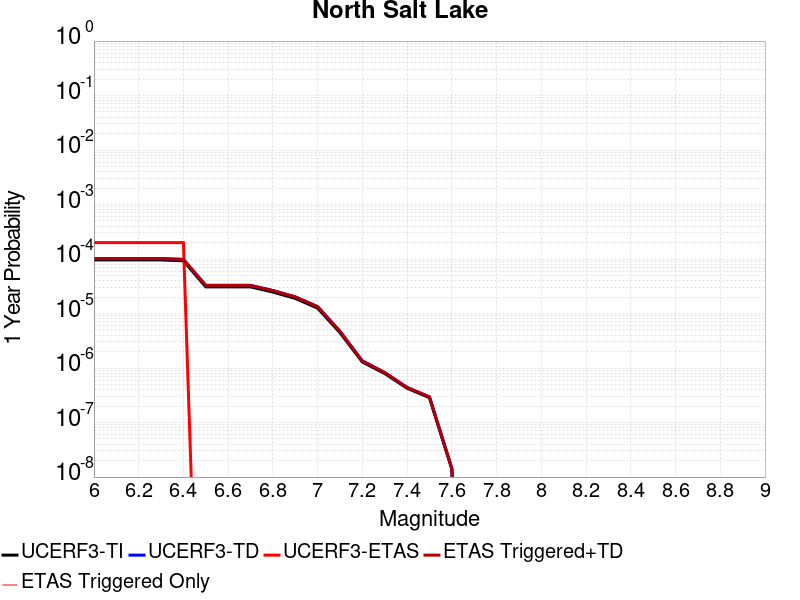 North Salt Lake
10^0
10^-1
10^-2
10^-3
10^-4
10^-5
10^-6
10^-7
10^-8
1 Year Probability
6 6.2 6.4 6.6 6.8 7 7.2 7.4 7.6 7.8 8 8.2 8.4 8.6 8.8 9
Magnitude
UCERF3-TI UCERF3-TD UCERF3-ETAS ETAS Triggered+TD
ETAS Triggered Only